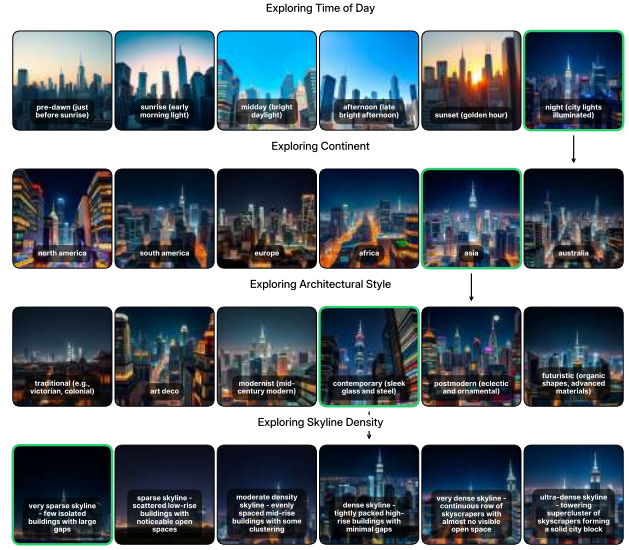 Exploring Time of Day
pre-dawn (just
before sunrise)
sunrise (early
morning light)
midday (bright
daylight)
afternoon (late
bright afternoon)
sunset (golden hour)
night (city lights
illuminated)
Exploring Continent
north america
south america
europe
africa
asia
australia
Exploring Architectural Style
traditional (e.g.,
victorian, colonial)
art deco
modernist (mid-
century modern)
contemporary (sleek
glass and steel)
postmodern (eclectic
and ornamental)
futuristic (organic
shapes, advanced
materials)
Exploring Skyline Density
very sparse skyline
- few isolated
buildings with large
gaps
sparse skyline -
scattered low-rise
buildings with
noticeable open
spaces
moderate density
skyline - evenly
spaced mid-rise
buildings with some
clustering
dense skyline -
tightly packed high-
rise buildings with
minimal gaps
very dense skyline -
continuous row of
skyscrapers with
almost no visible
open space
ultra-dense skyline -
towering
supercluster of
skyscrapers forming
a solid city block